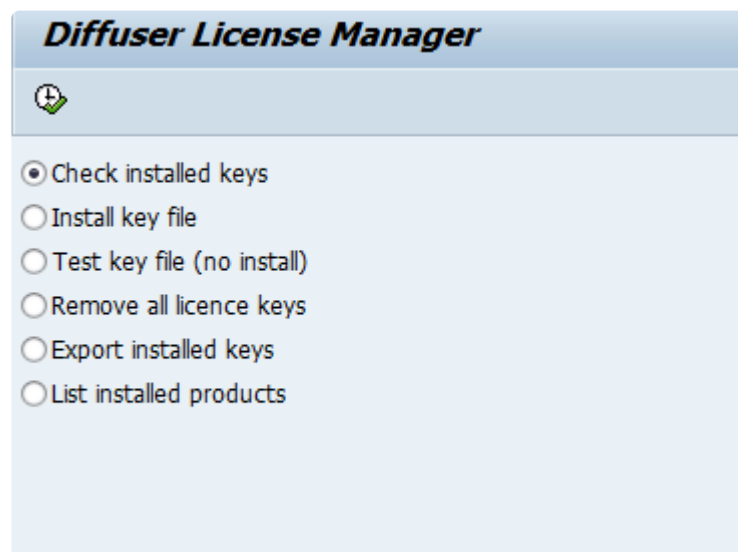 Diffuser License Manager
Check installed keys
Install key file
Test key file (no install)
Remove all licence keys
Export installed keys
List installed products